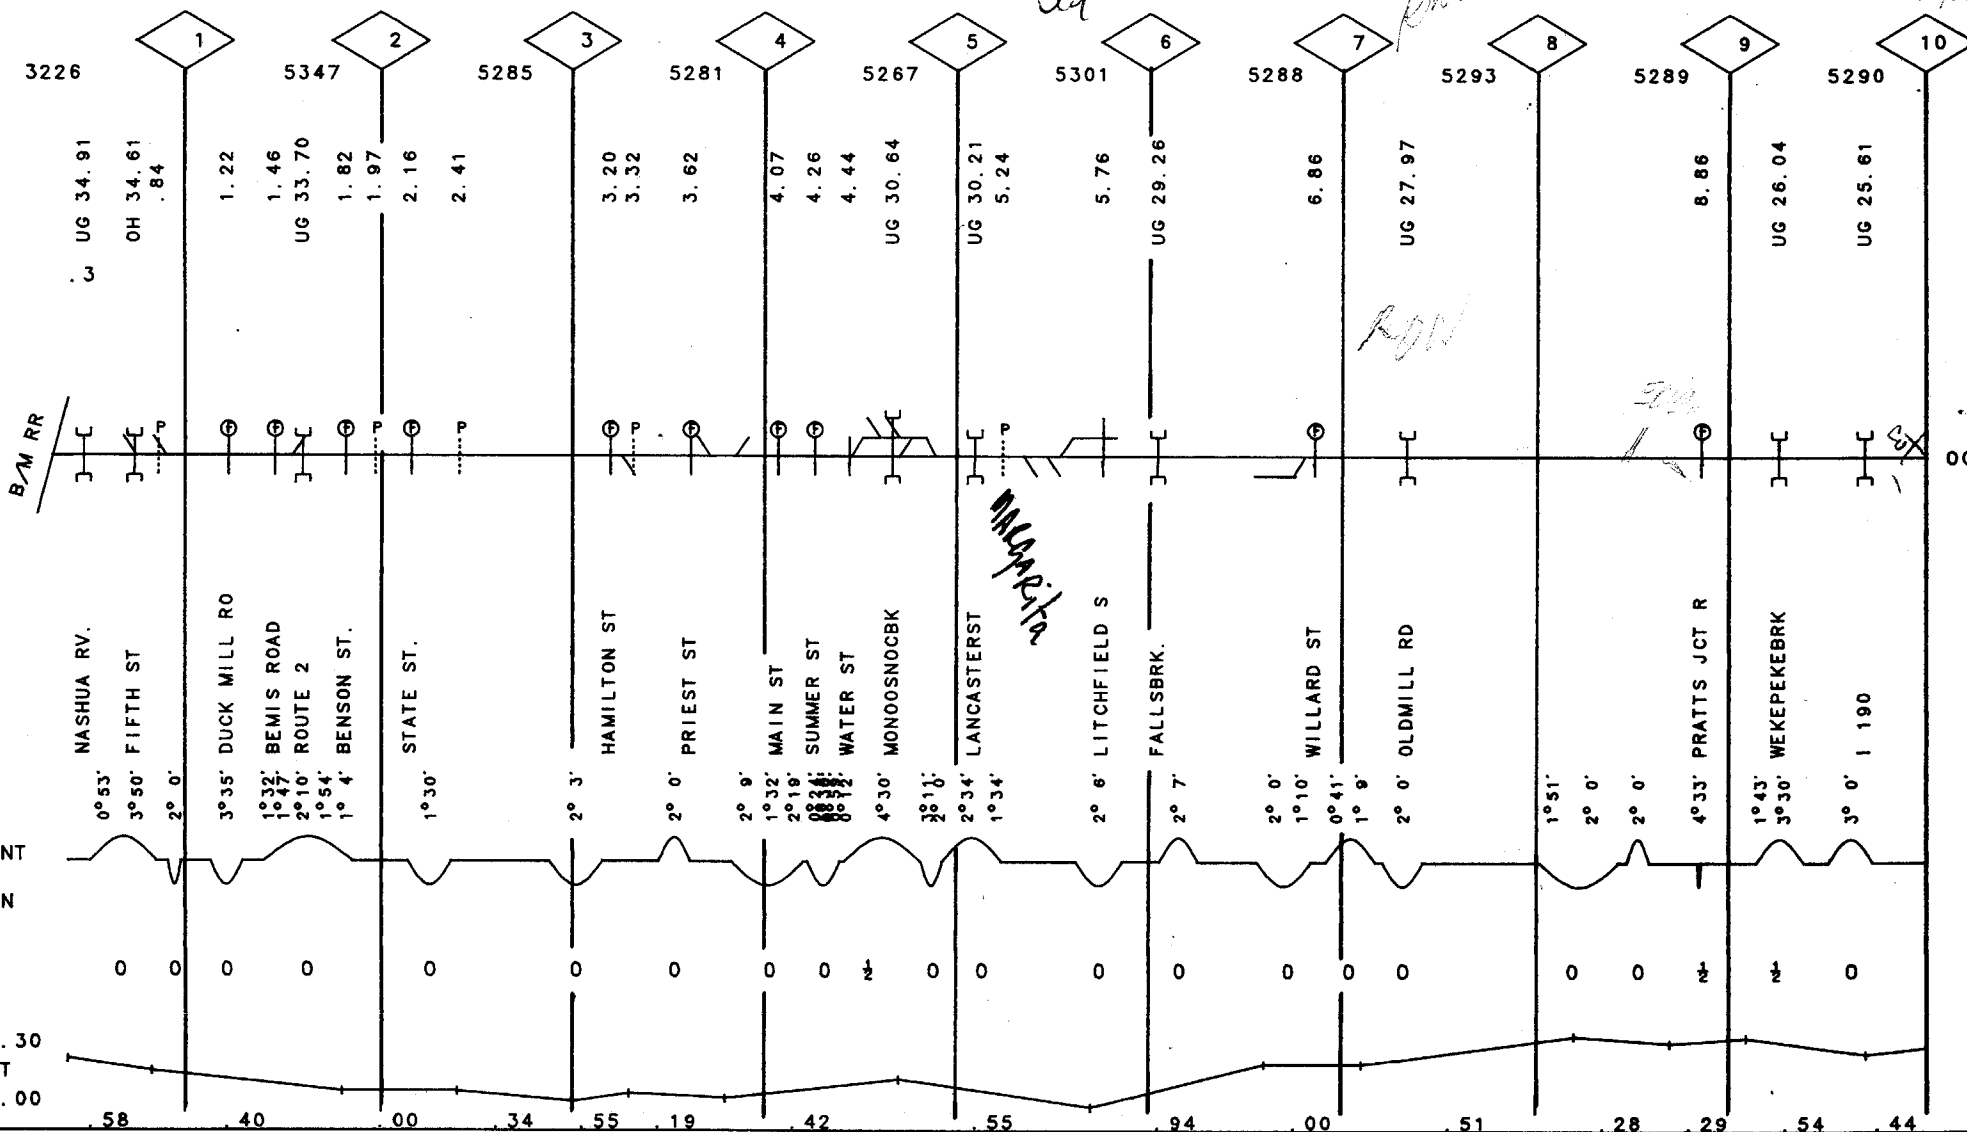 1 2 3 4 5 6 7 8 9 10
3226 5347 5285 5281 5267 5301 5288 5293 5289 5290
UG 34.91
OH 34.61
.84
1.22
1.46
UG 33.70
1.82
1.97
2.16
2.41
3.20
3.32
3.62
4.07
4.26
4.44
UG 30.64
UG 30.21
5.24
5.76
UG 29.26
6.86
UG 27.97
8.86
UG 26.04
UG 25.61
.3
ROW
B/M RR
P F F F P F P F P F F F P F F
MARgARita
NASHUA RV.
FIFTH ST
DUCK MILL RO
BEMIS ROAD
ROUTE 2
BENSON ST.
STATE ST.
HAMILTON ST
PRIEST ST
MAIN ST
SUMMER ST
WATER ST
MONOOSNOCBK
LANCASTERST
LITCHFIELD S
FALLSBRK.
WILLARD ST
OLDMILL RD
PRATTS JCT R
WEKEPEKEBRK
I 190
0°53' 3°50' 2° 0' 3°35' 1°32' 1°47' 2°10' 1°54' 1° 4' 1°30' 2° 3' 2° 0' 2° 9' 1°32' 2°19' 0°12' 4°30' 2°34' 1°34' 2° 6' 2° 7' 2° 0' 1°10' 0°41' 1° 9' 2° 0' 1°51' 2° 0' 2° 0' 4°33' 1°43' 3°30' 3° 0'
NT
N
0 0 0 0 0 0 0 0 0 ½ 0 0 0 0 0 0 0 0 0 ½ ½ 0
.30
T
.00
.58 .40 .00 .34 .55 .19 .42 .55 .94 .00 .51 .28 .29 .54 .44